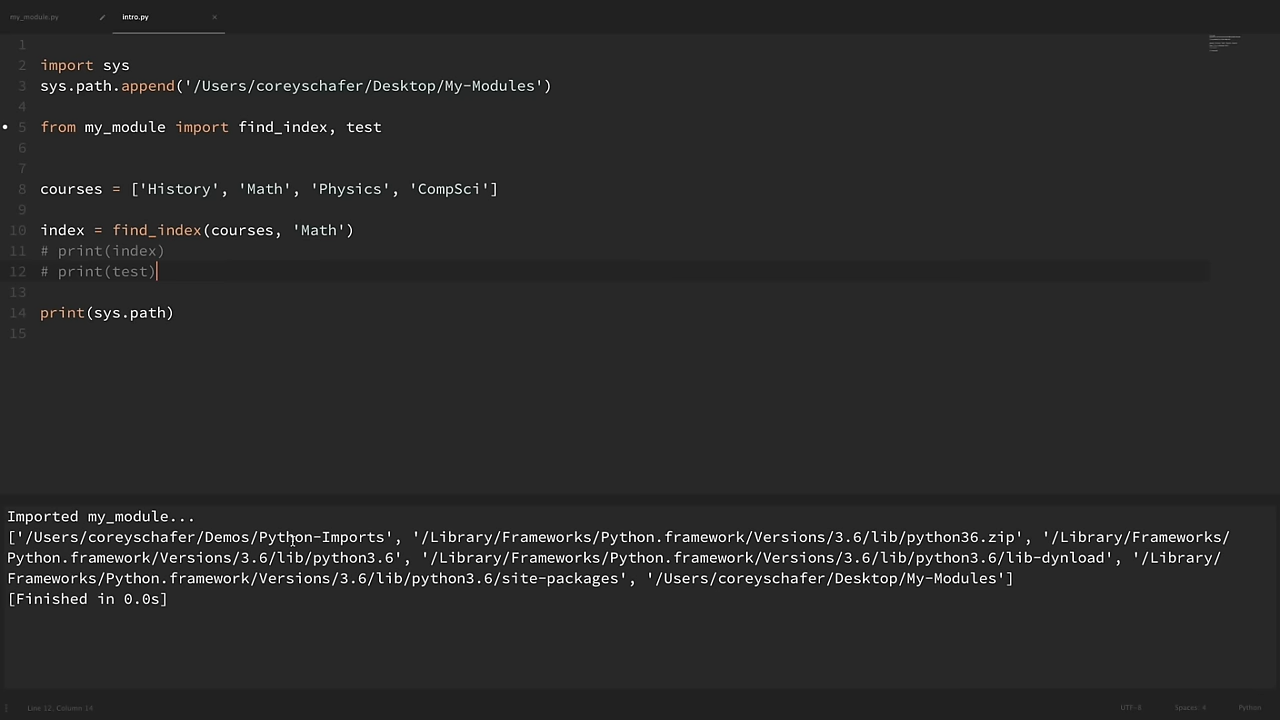 my_module.py
intro.py
1
2 import sys
3 sys.path.append('/Users/coreyschafer/Desktop/My-Modules')
4
5 from my_module import find_index, test
6
7
8 courses = ['History', 'Math', 'Physics', 'CompSci']
9
10 index = find_index(courses, 'Math')
11 # print(index)
12 # print(test)
13
14 print(sys.path)
15
Imported my_module...
['/Users/coreyschafer/Demos/Python-Imports', '/Library/Frameworks/Python.framework/Versions/3.6/lib/python36.zip', '/Library/Frameworks/
Python.framework/Versions/3.6/lib/python3.6', '/Library/Frameworks/Python.framework/Versions/3.6/lib/python3.6/lib-dynload', '/Library/
Frameworks/Python.framework/Versions/3.6/lib/python3.6/site-packages', '/Users/coreyschafer/Desktop/My-Modules']
[Finished in 0.0s]
Line 12, Column 14
UTF-8
Spaces: 4
Python